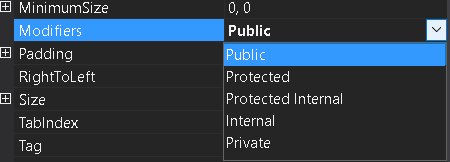 MinimumSize 0, 0
Modifiers Public
Padding Public
RightToLeft Protected
Size Protected Internal
TabIndex Internal
Tag Private